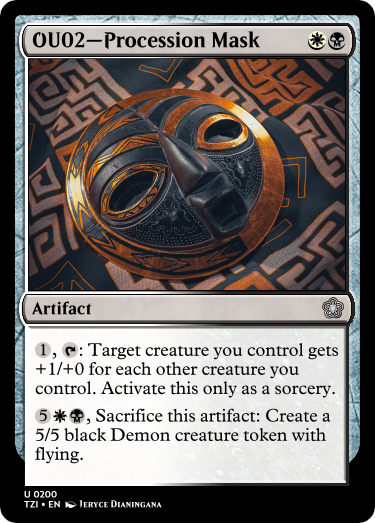 OU02—Procession Mask
Artifact
1, T: Target creature you control gets
+1/+0 for each other creature you
control. Activate this only as a sorcery.
5, Sacrifice this artifact: Create a
5/5 black Demon creature token with
flying.
U 0200
TZI • EN Jeryce Dianingana